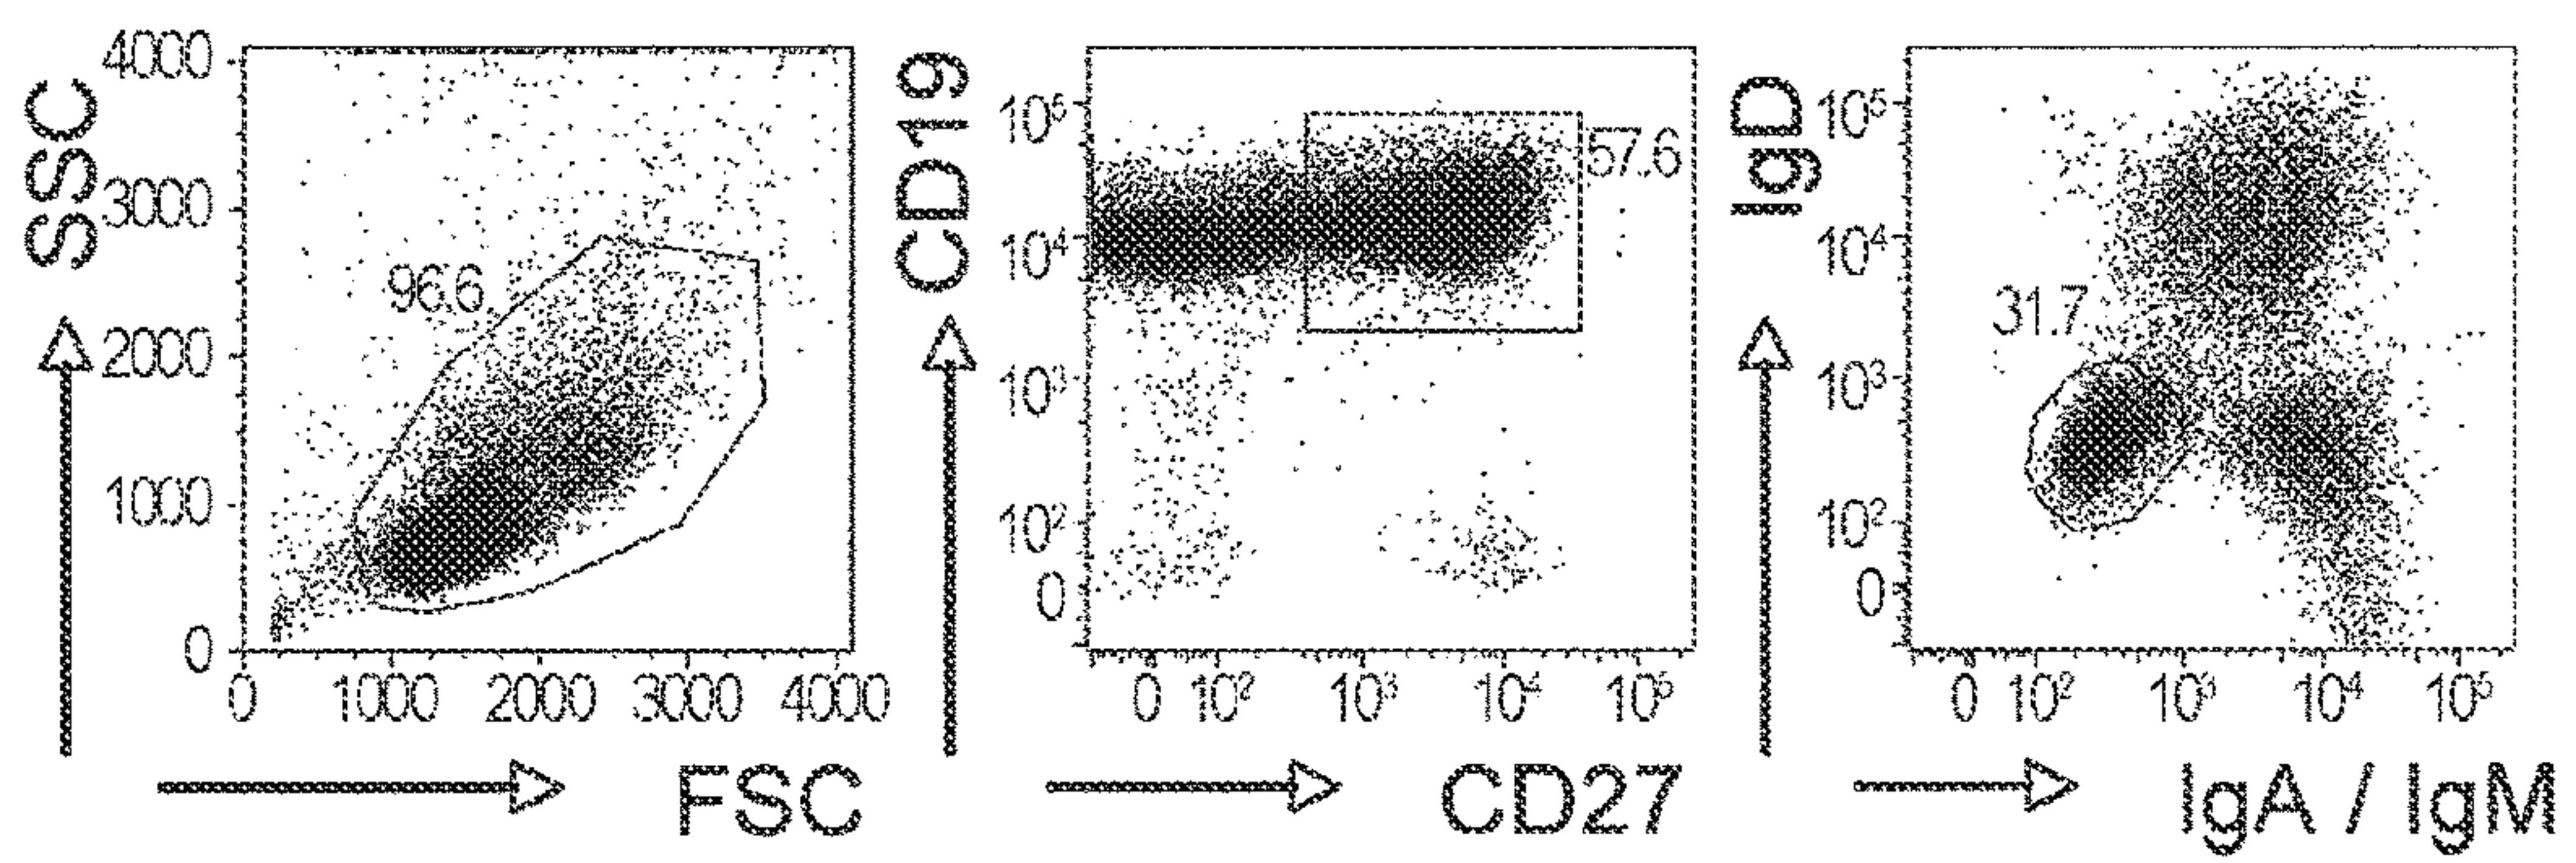 SSC
4000
3000
2000
1000
0
96.6
0 1000 2000 3000 4000
FSC
CD19
10⁵
10⁴
10³
10²
0
57.6
0 10² 10³ 10⁴ 10⁵
CD27
IgD
10⁵
10⁴
10³
10²
0
31.7
0 10² 10³ 10⁴ 10⁵
IgA / IgM